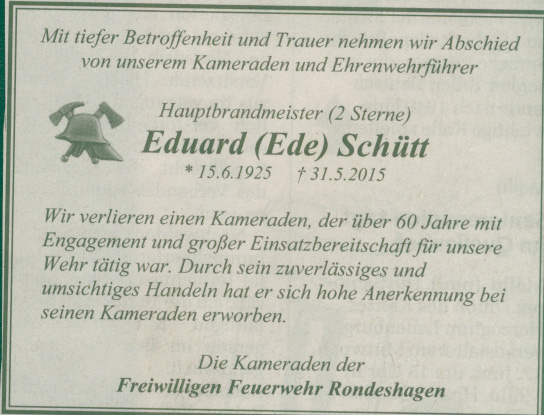 Mit tiefer Betroffenheit und Trauer nehmen wir Abschied
von unserem Kameraden und Ehrenwehrführer
Hauptbrandmeister (2 Sterne)
Eduard (Ede) Schütt
* 15.6.1925 † 31.5.2015
Wir verlieren einen Kameraden, der über 60 Jahre mit
Engagement und großer Einsatzbereitschaft für unsere
Wehr tätig war. Durch sein zuverlässiges und
umsichtiges Handeln hat er sich hohe Anerkennung bei
seinen Kameraden erworben.
Die Kameraden der
Freiwilligen Feuerwehr Rondeshagen